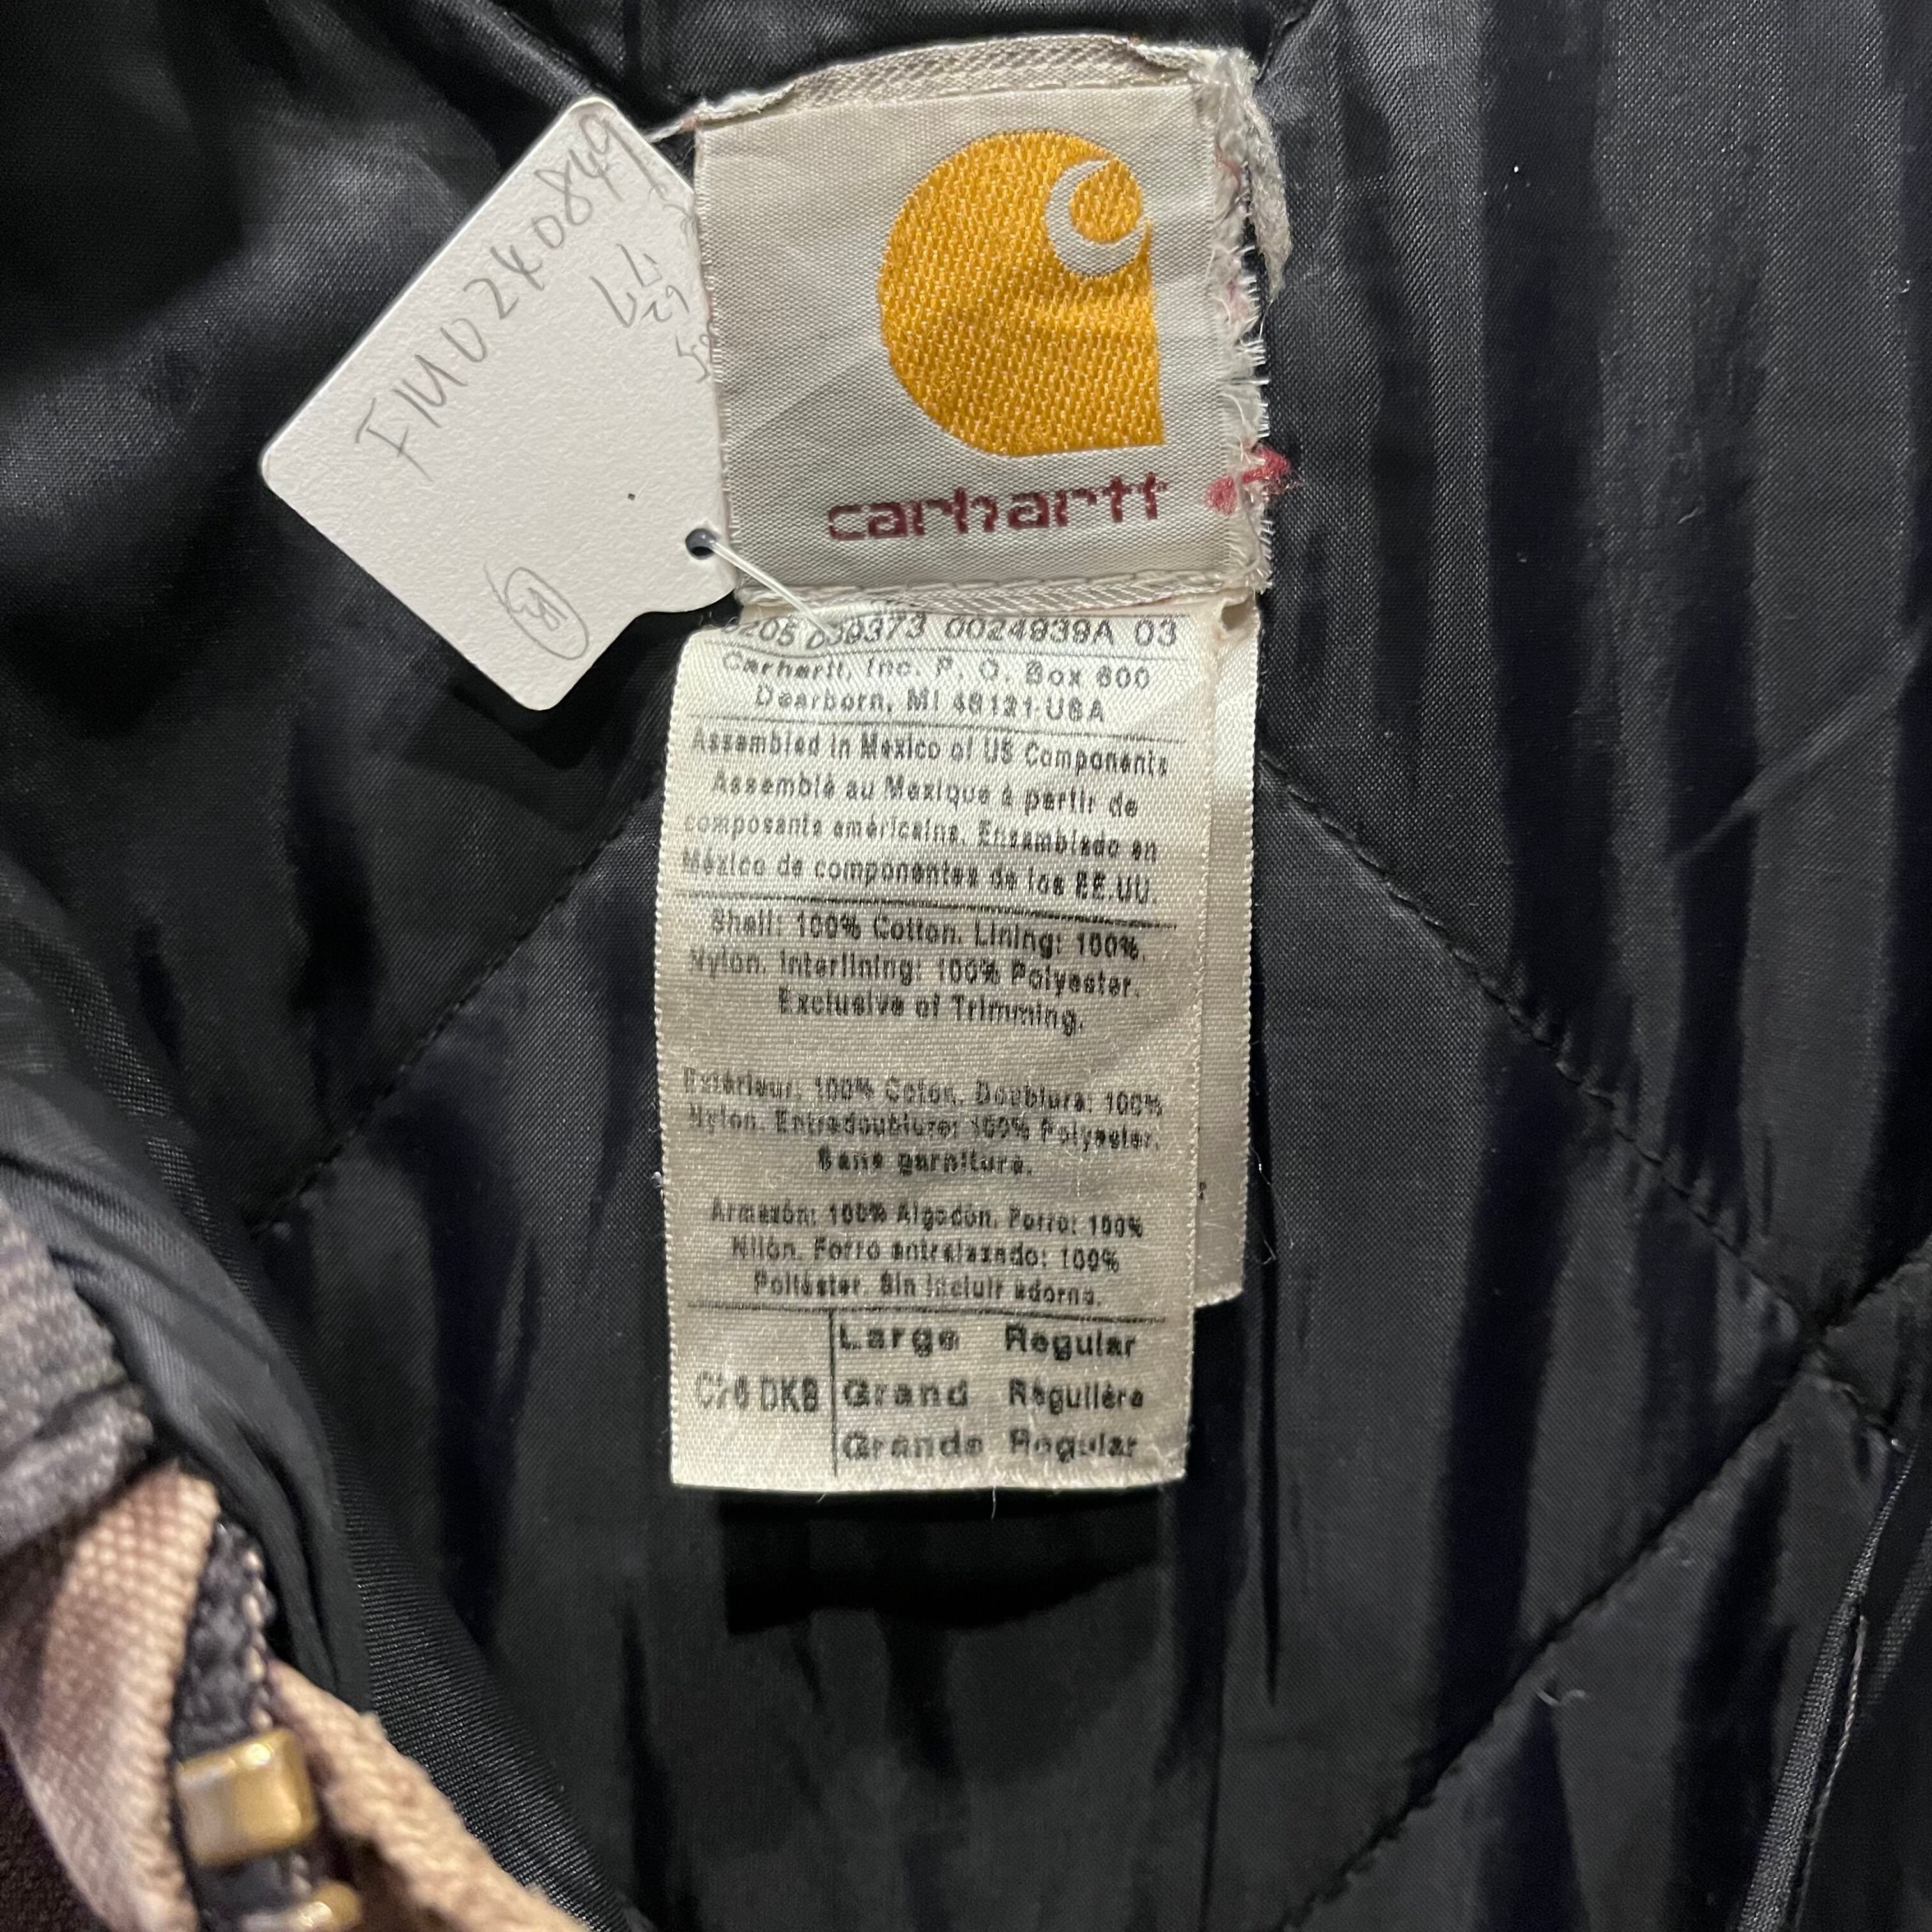 F11U02K0849
carhartt
0205 039373 0024939A 03
Carhartt, Inc. P. O. Box 600
Dearborn, MI 48121 USA
Assembled in Mexico of US Components
Assemblé au Mexique à partir de
composants américains. Ensamblado en
México de componentes de los EE.UU.
Shell: 100% Cotton. Lining: 100%
Nylon. Interlining: 100% Polyester.
Exclusive of Trimming.
Extérieur: 100% Coton. Doublure: 100%
Nylon. Entredoublure: 100% Polyester.
Sans garniture.
Armazón: 100% Algodón. Forro: 100%
Nilón. Forro entrelazado: 100%
Poliéster. Sin incluir adorno.
Large Regular
DKB Grand Régulière
Grande Regular